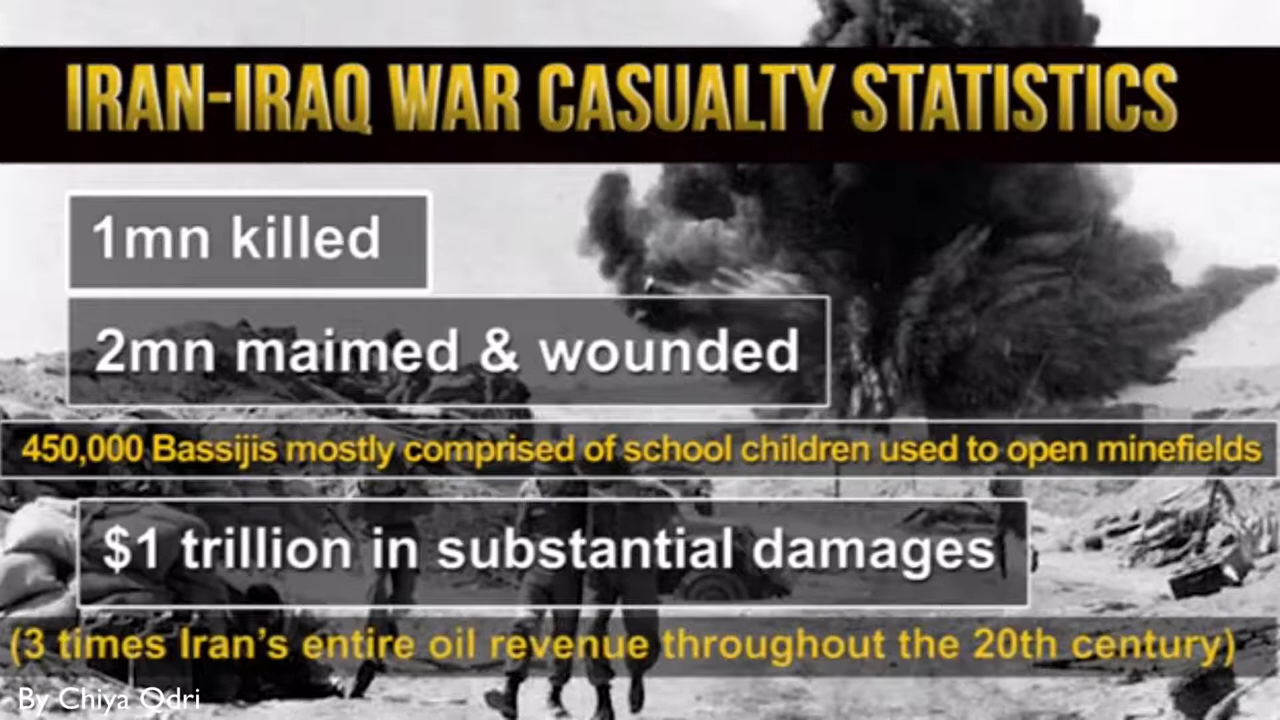 IRAN-IRAQ WAR CASUALTY STATISTICS
1mn killed
2mn maimed & wounded
450,000 Bassijis mostly comprised of school children used to open minefields
$1 trillion in substantial damages
(3 times Iran's entire oil revenue throughout the 20th century)
By Chiya Qdri